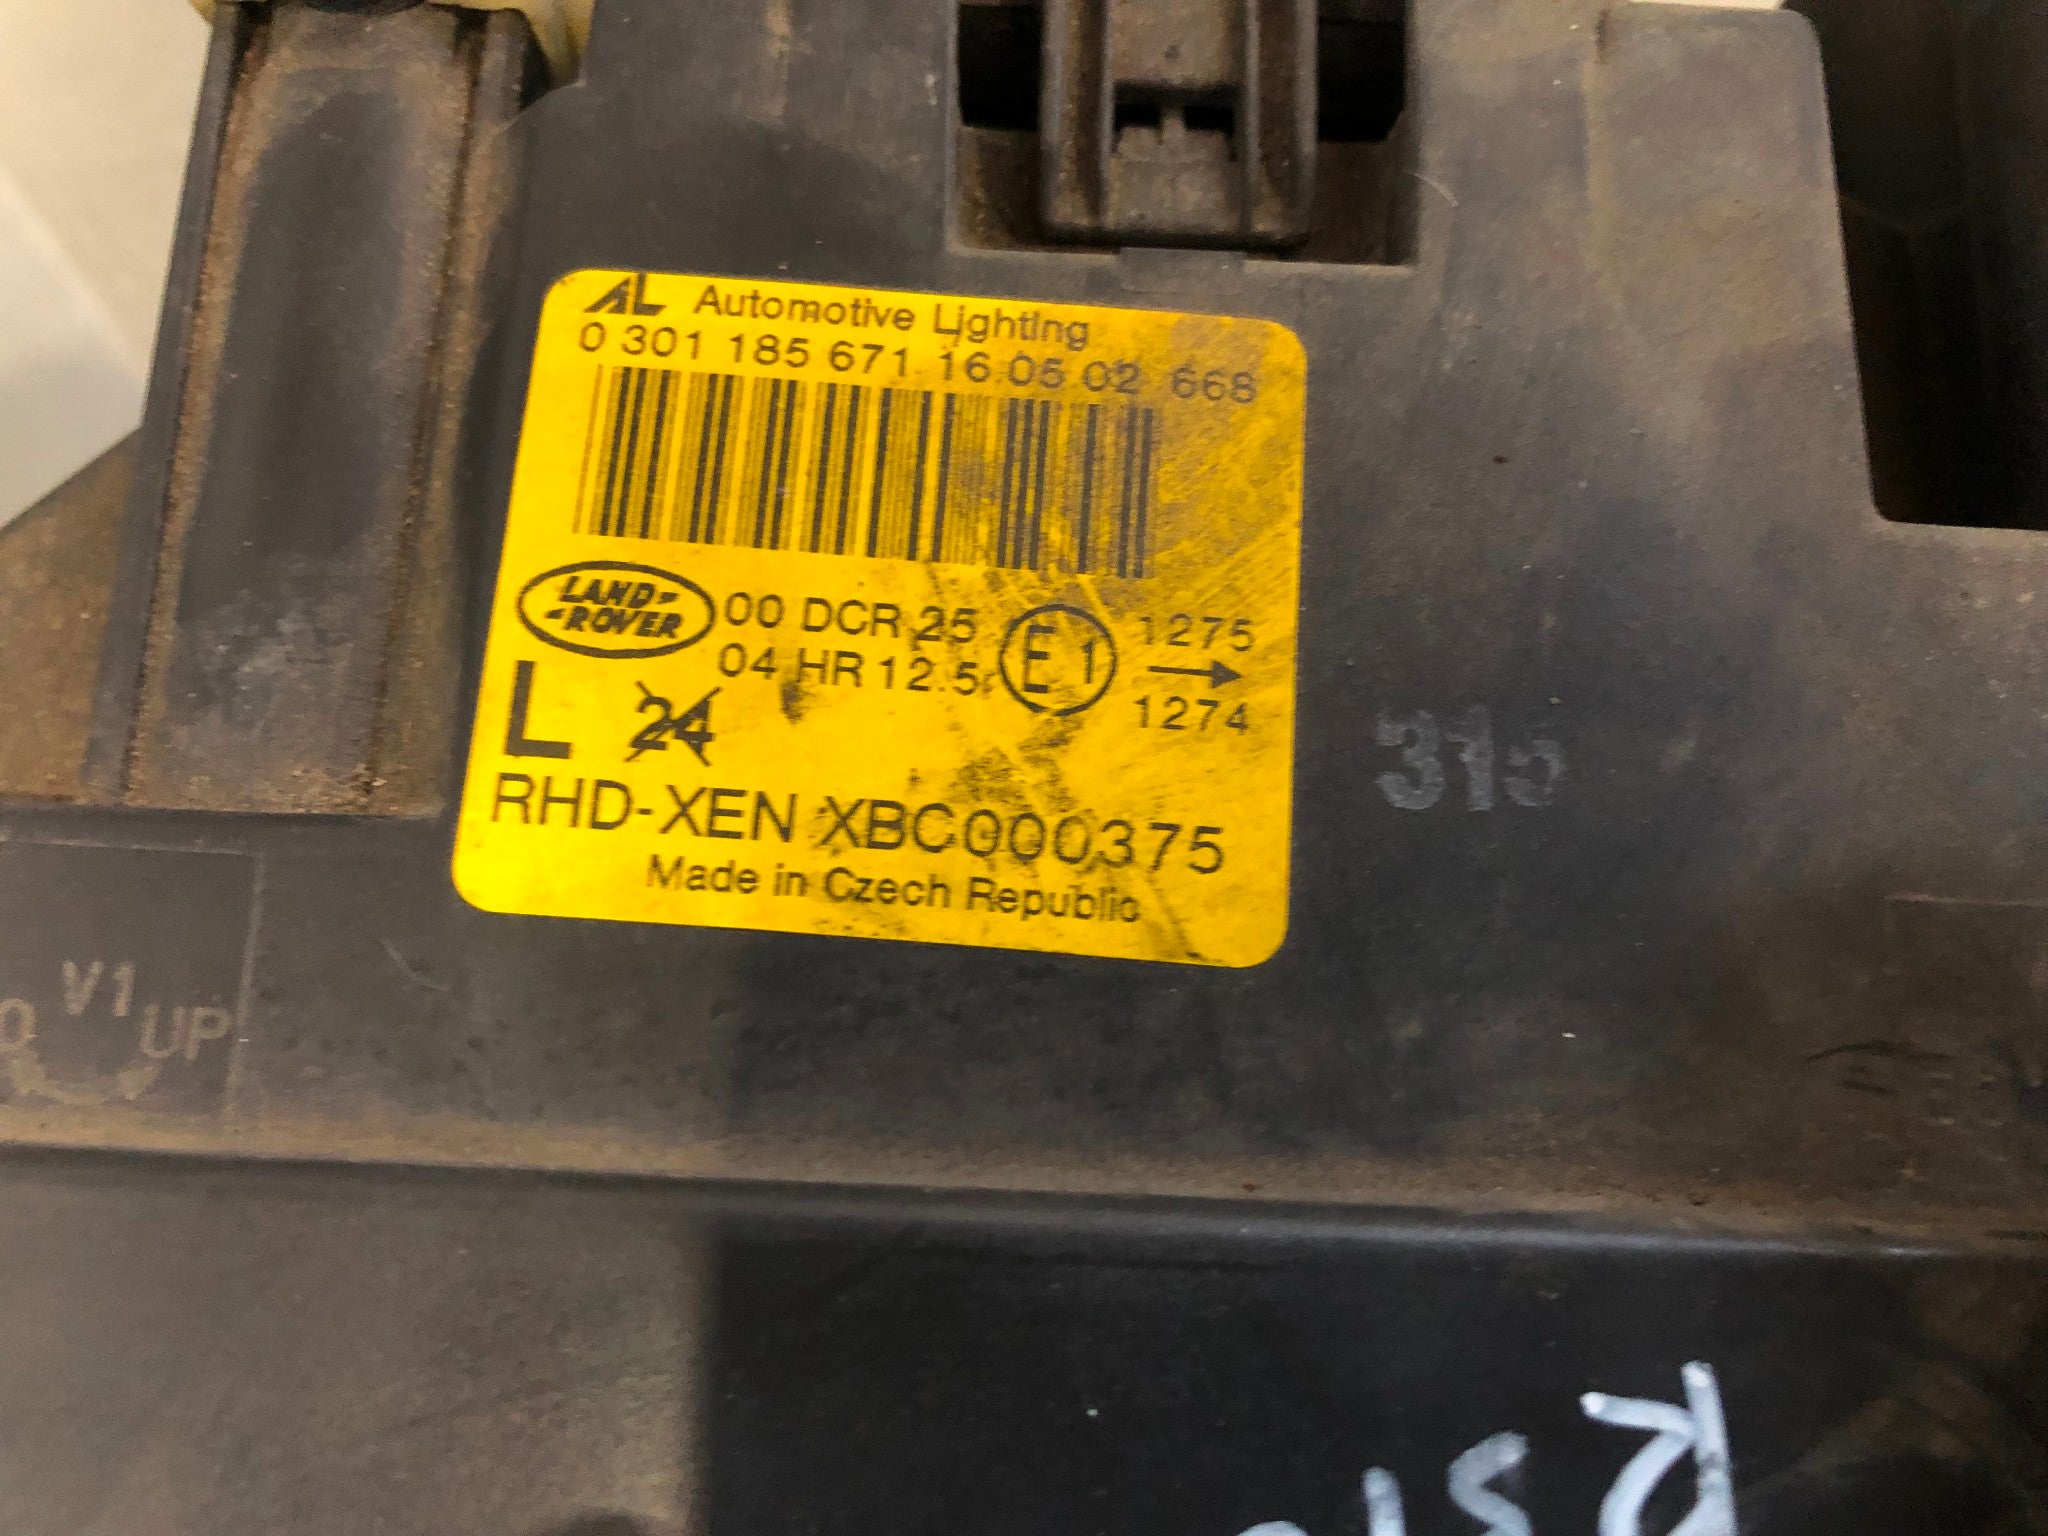 AL Automotive Lighting
0 301 185 671 16.05 02 668
LAND-
-ROVER
00 DCR 25
04 HR 12.5
E1
1275
1274
L 24
RHD-XEN XBC000375
Made in Czech Republic
315
V1
UP